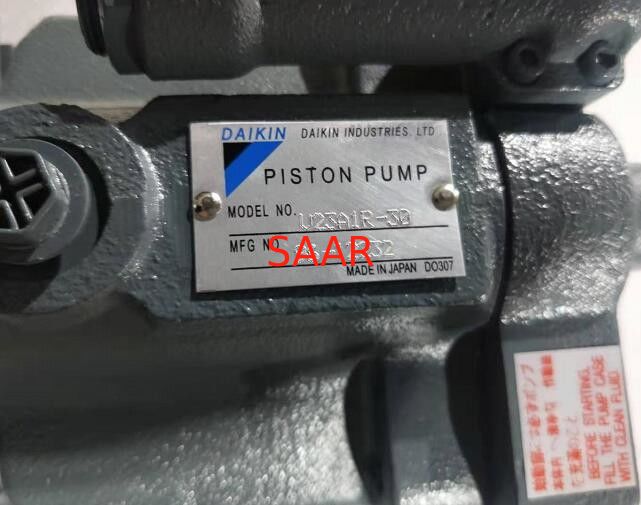 DAIKIN DAIKIN INDUSTRIES. LTD
PISTON PUMP
MODEL NO. V23A1R-30
MFG NO.
SAAR
MADE IN JAPAN DO307
BEFORE STARTING,
FILL THE PUMP CASE
WITH CLEAN FLUID